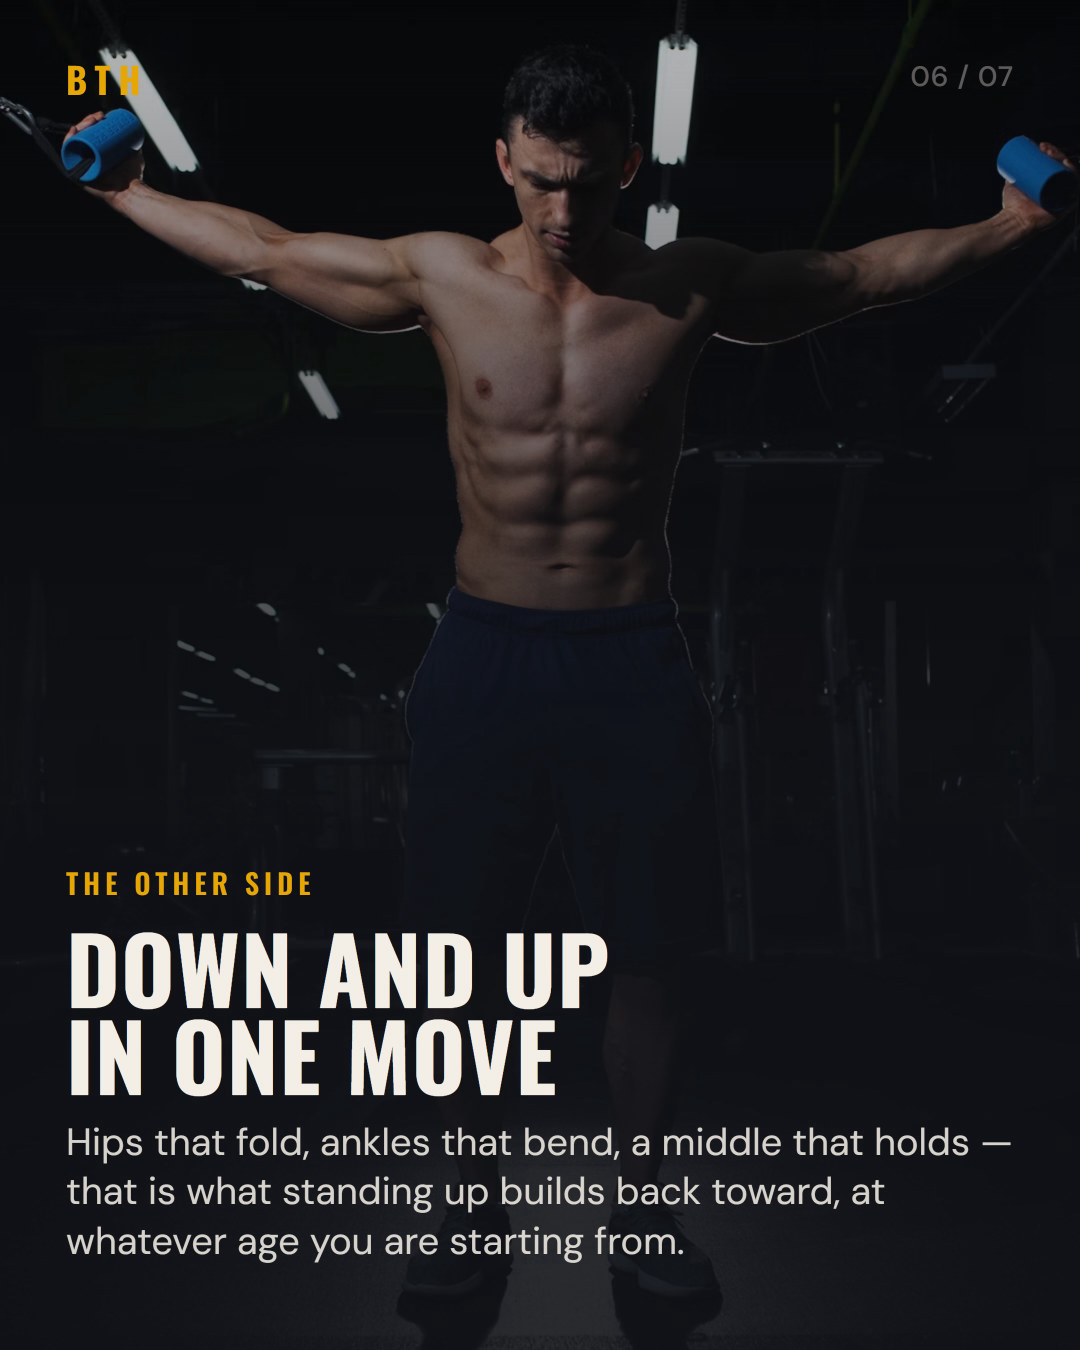 BTH
06 / 07
THE OTHER SIDE
DOWN AND UP
IN ONE MOVE
Hips that fold, ankles that bend, a middle that holds —
that is what standing up builds back toward, at
whatever age you are starting from.